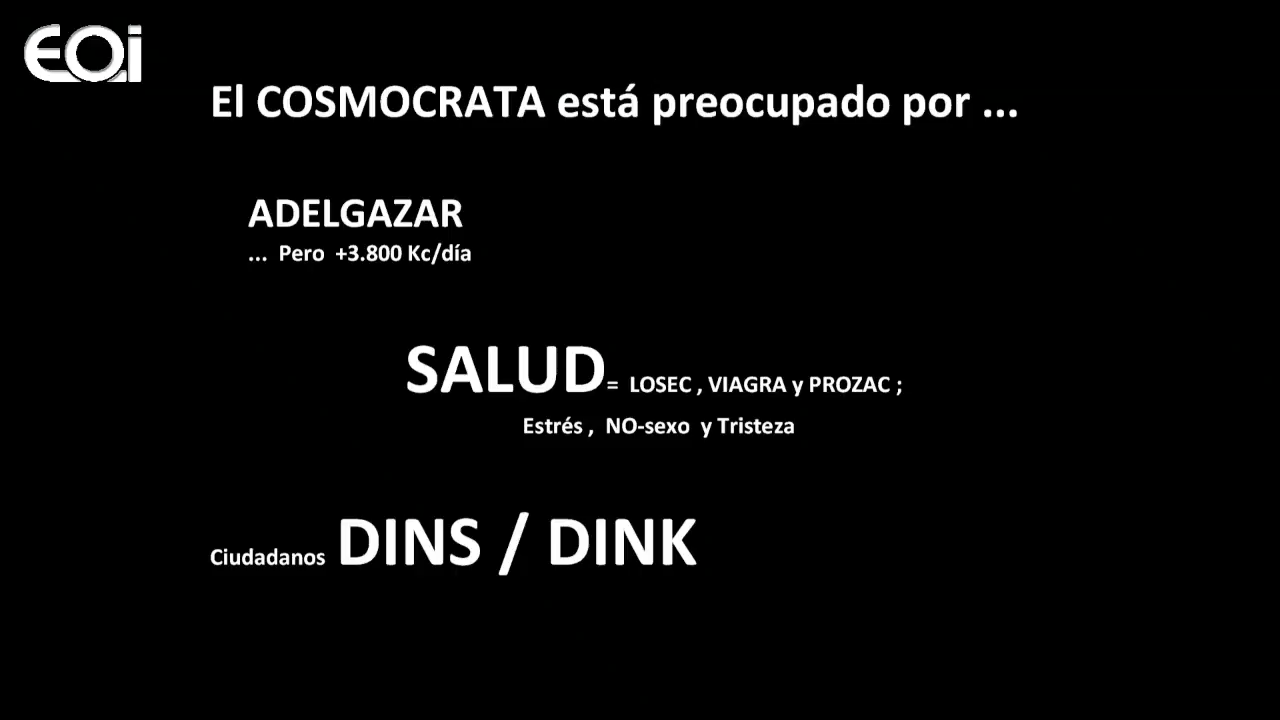 EOi
El COSMOCRATA está preocupado por ...
ADELGAZAR
... Pero +3.800 Kc/día
SALUD= LOSEC , VIAGRA y PROZAC ;
Estrés , NO-sexo y Tristeza
Ciudadanos DINS / DINK